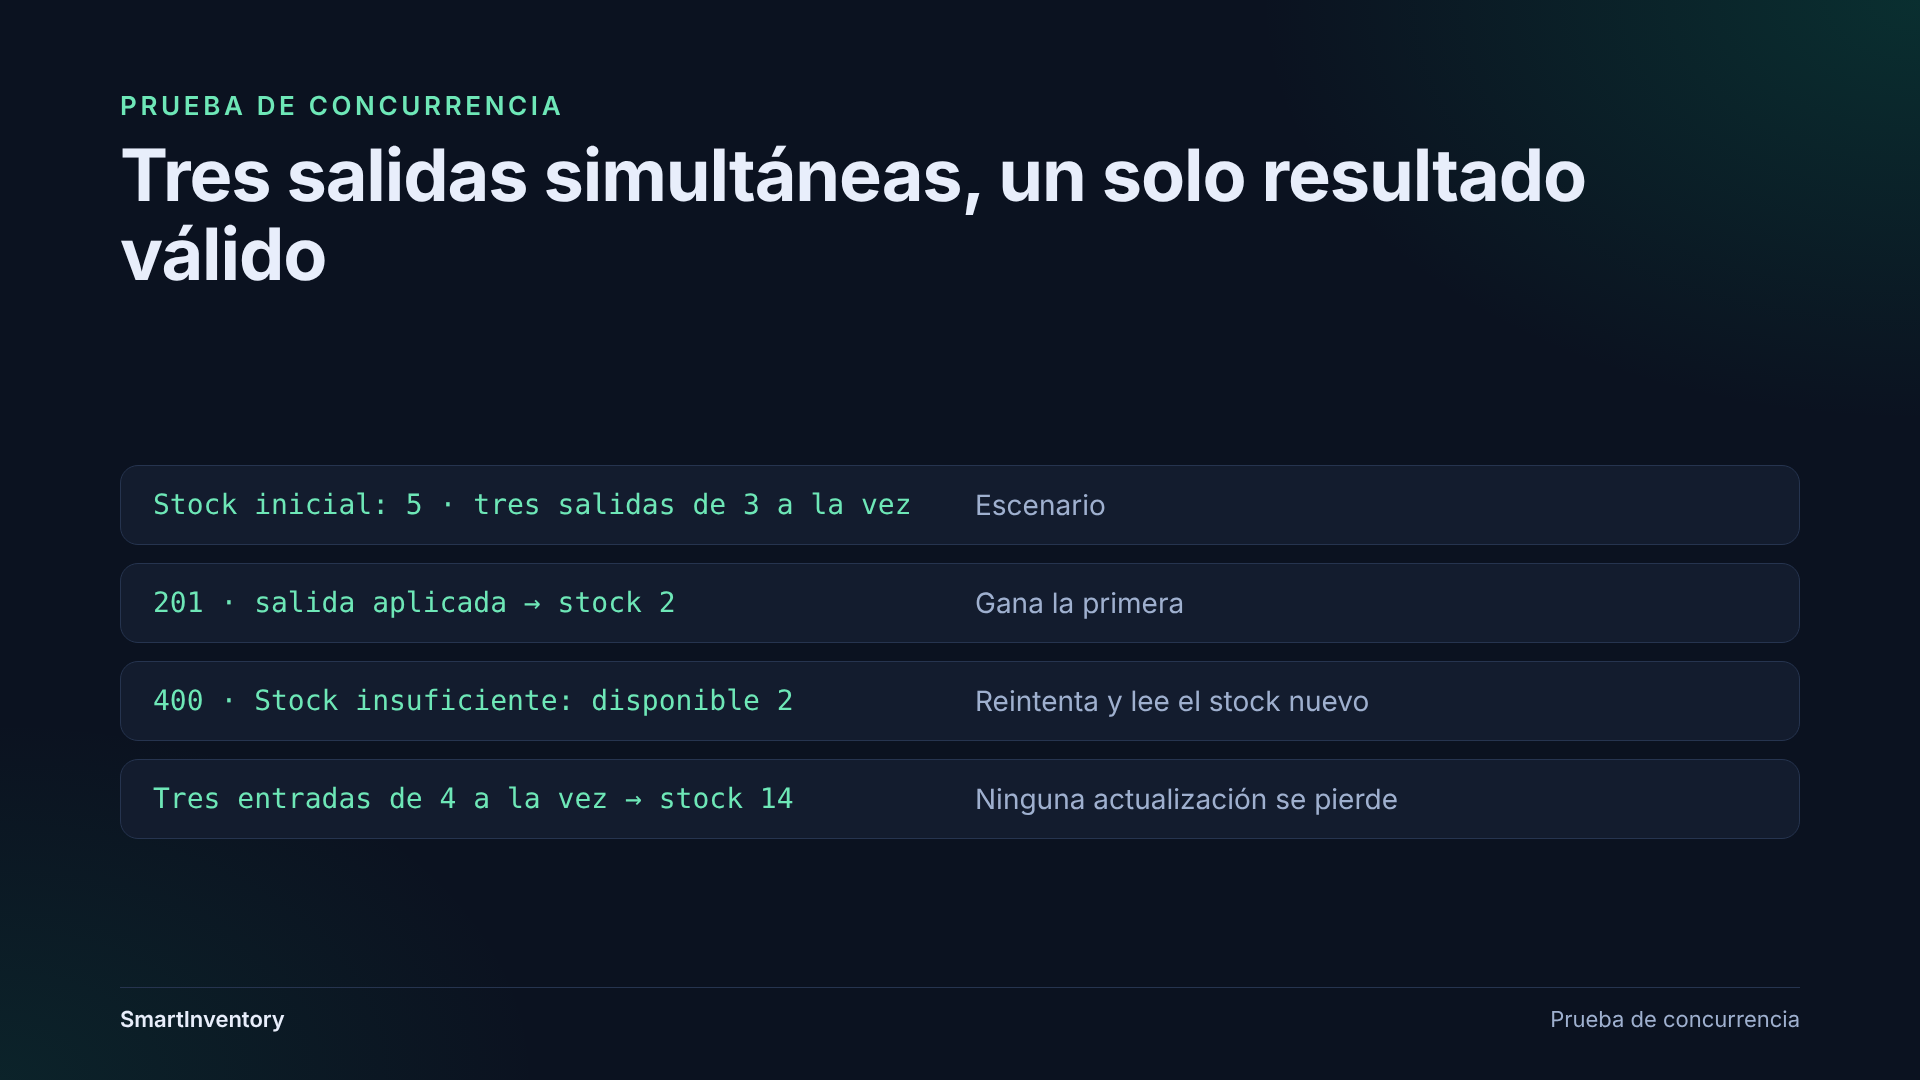 PRUEBA DE CONCURRENCIA
Tres salidas simultáneas, un solo resultado
válido
Stock inicial: 5 · tres salidas de 3 a la vez Escenario
201 · salida aplicada → stock 2 Gana la primera
400 · Stock insuficiente: disponible 2 Reintenta y lee el stock nuevo
Tres entradas de 4 a la vez → stock 14 Ninguna actualización se pierde
SmartInventory Prueba de concurrencia